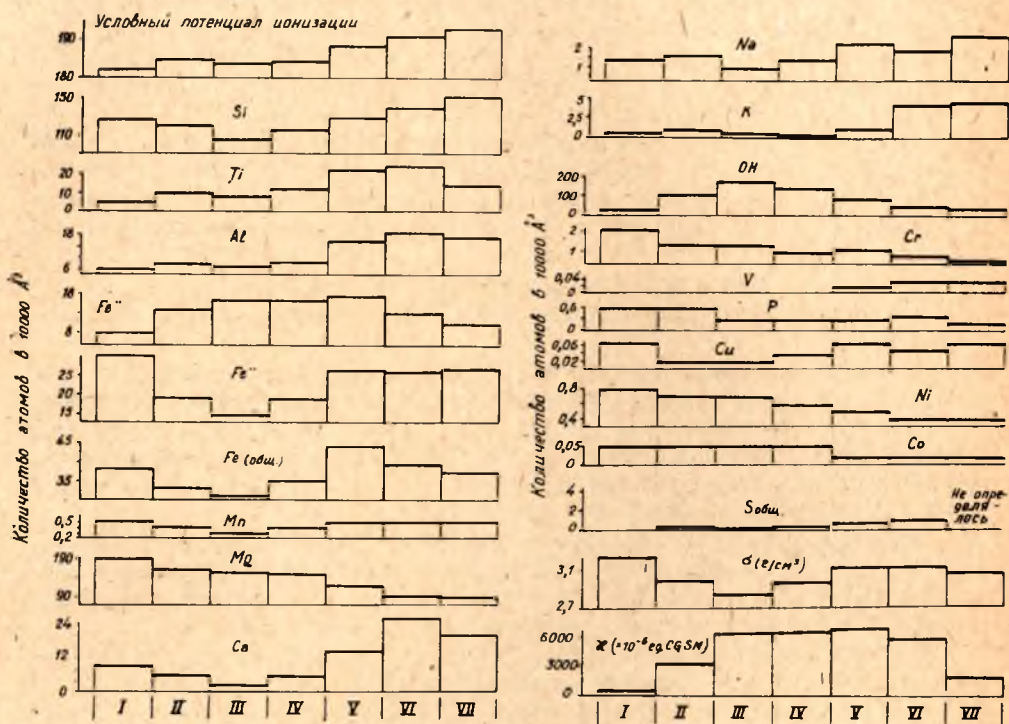 Условный потенциал ионизации
190
180
Si
150
110
Ti
20
10
0
Al
18
6
Fe‴
18
8
Fe″
25
20
15
Fe (общ.)
45
35
Mn
0,5
0,2
Mg
190
90
Ca
24
12
0
I II III IV V VI VII
Количество атомов в 10000 Å³
Na
2
1
K
5
2,5
0
OH
200
100
0
Cr
2
1
V
0,04
0
P
0,6
0
Cu
0,06
0,02
Ni
0,8
0,4
Co
0,05
0
Sобщ
4
2
0
Не опре
деля-
лось
σ (г/см³)
3,1
2,7
ϰ (=10⁻⁶ ед. CGSM)
6000
3000
0
I II III IV V VI VII
Количество атомов в 10000 Å³